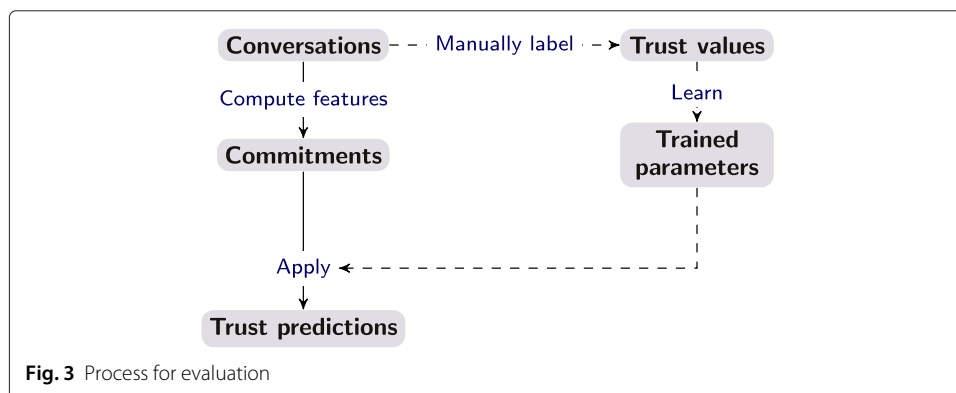 Conversations Manually label Trust values
Compute features Learn
Commitments Trained
parameters
Apply
Trust predictions
Fig. 3 Process for evaluation